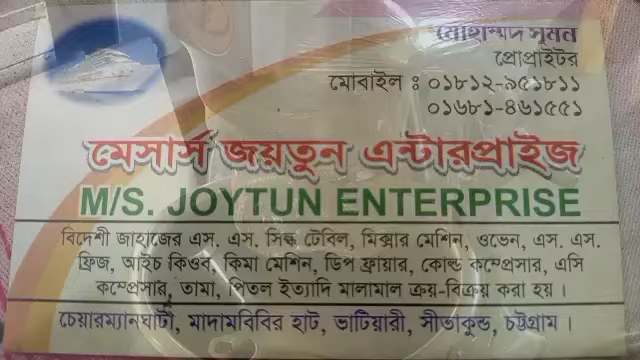 মোহাম্মদ সুমন
প্রোপ্রাইটর
মোবাইল : ০১৮১২-৯৫১৮১১
০১৬৮১-৪৬১৫৫১
মেসার্স জয়তুন এন্টারপ্রাইজ
M/S. JOYTUN ENTERPRISE
বিদেশী জাহাজের এস. এস. সিঙ্ক টেবিল, মিক্সার মেশিন, ওভেন, এস. এস.
ফ্রিজ, আইচ কিওব, কিমা মেশিন, ডিপ ফ্রায়ার, কোল্ড কম্প্রেসার, এসি
কম্প্রেসার, তামা, পিতল ইত্যাদি মালামাল ক্রয়-বিক্রয় করা হয়।
চেয়ারম্যানঘাটা, মাদামবিবির হাট, ভাটিয়ারী, সীতাকুন্ড, চট্টগ্রাম।